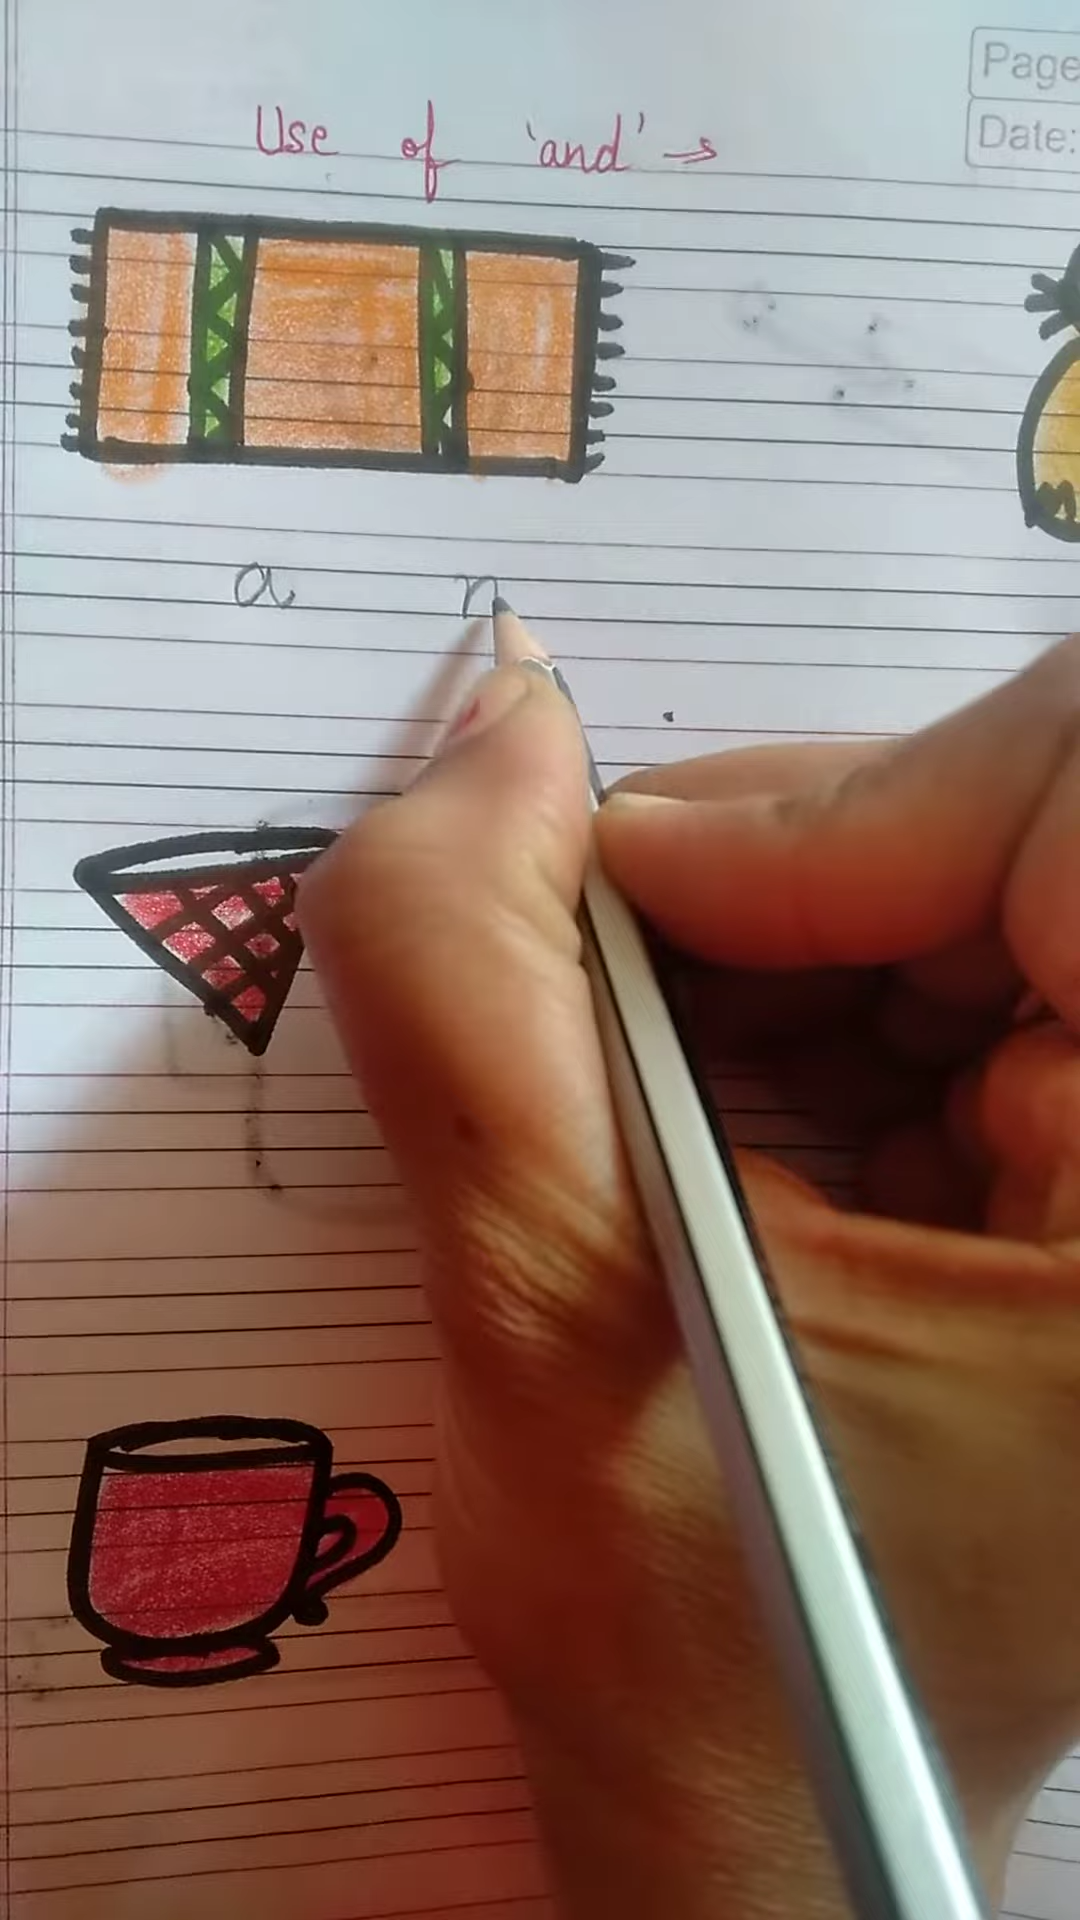 Page
Date:
Use of 'and' →
a n